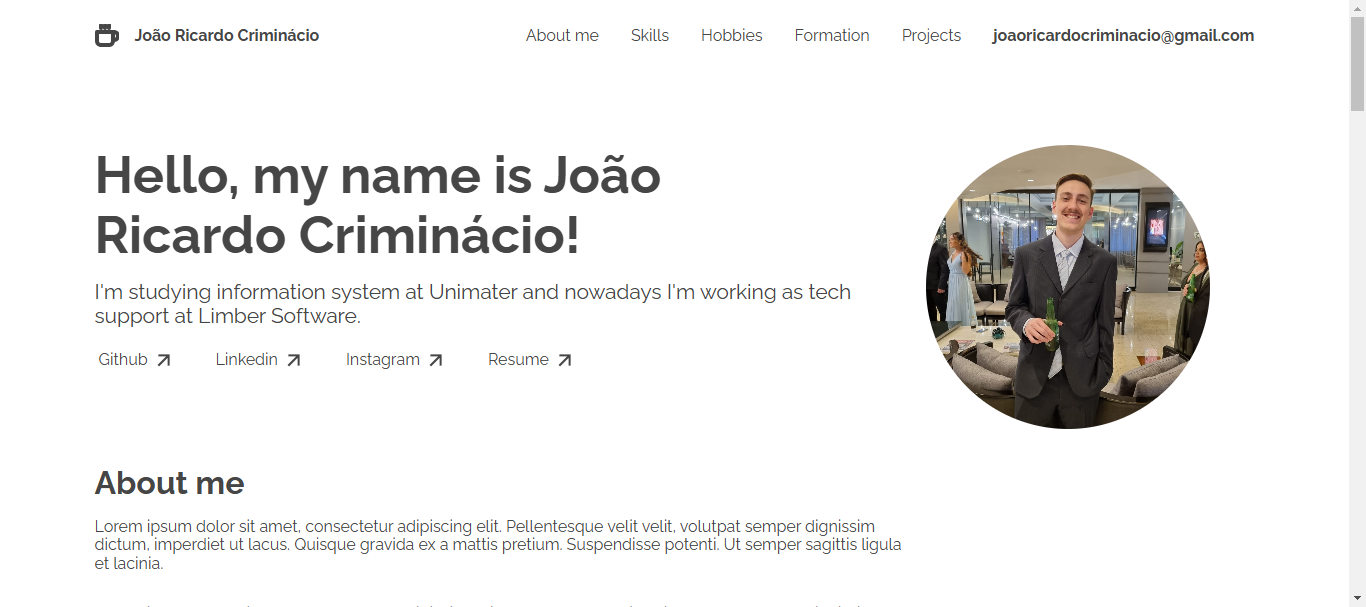 João Ricardo Criminácio
About me Skills Hobbies Formation Projects joaoricardocriminacio@gmail.com
Hello, my name is João
Ricardo Criminácio!
I'm studying information system at Unimater and nowadays I'm working as tech
support at Limber Software.
Github Linkedin Instagram Resume
About me
Lorem ipsum dolor sit amet, consectetur adipiscing elit. Pellentesque velit velit, volutpat semper dignissim
dictum, imperdiet ut lacus. Quisque gravida ex a mattis pretium. Suspendisse potenti. Ut semper sagittis ligula
et lacinia.